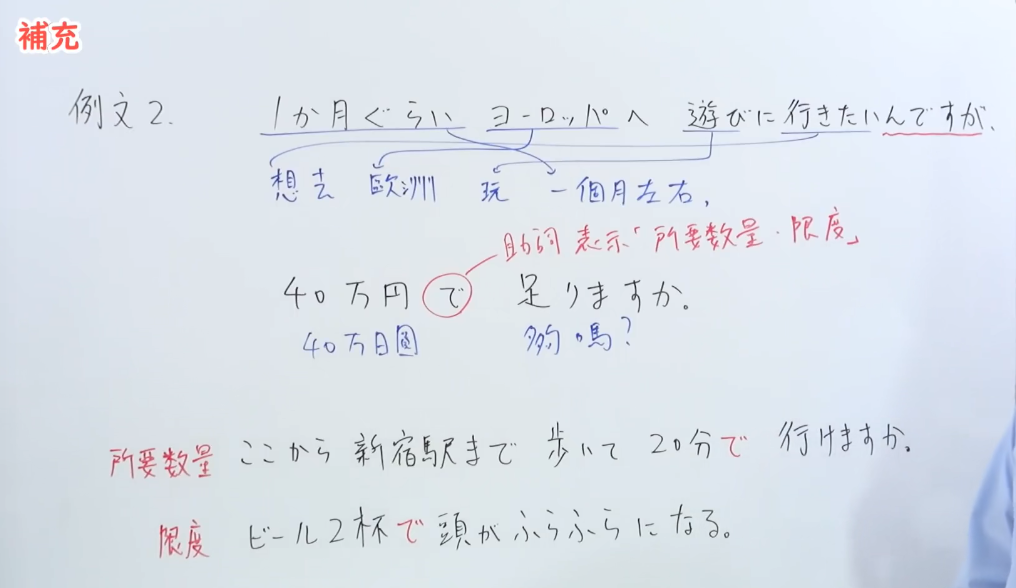 補充
例文2. 1か月ぐらい ヨーロッパへ 遊びに行きたいんですが、
想去 歐洲 玩 一個月左右,
助詞 表示「所要数量・限度」
40万円で 足りますか。
40万日圓 夠嗎?
所要数量 ここから 新宿駅まで 歩いて 20分で 行けますか。
限度 ビール2杯で 頭がふらふらになる。